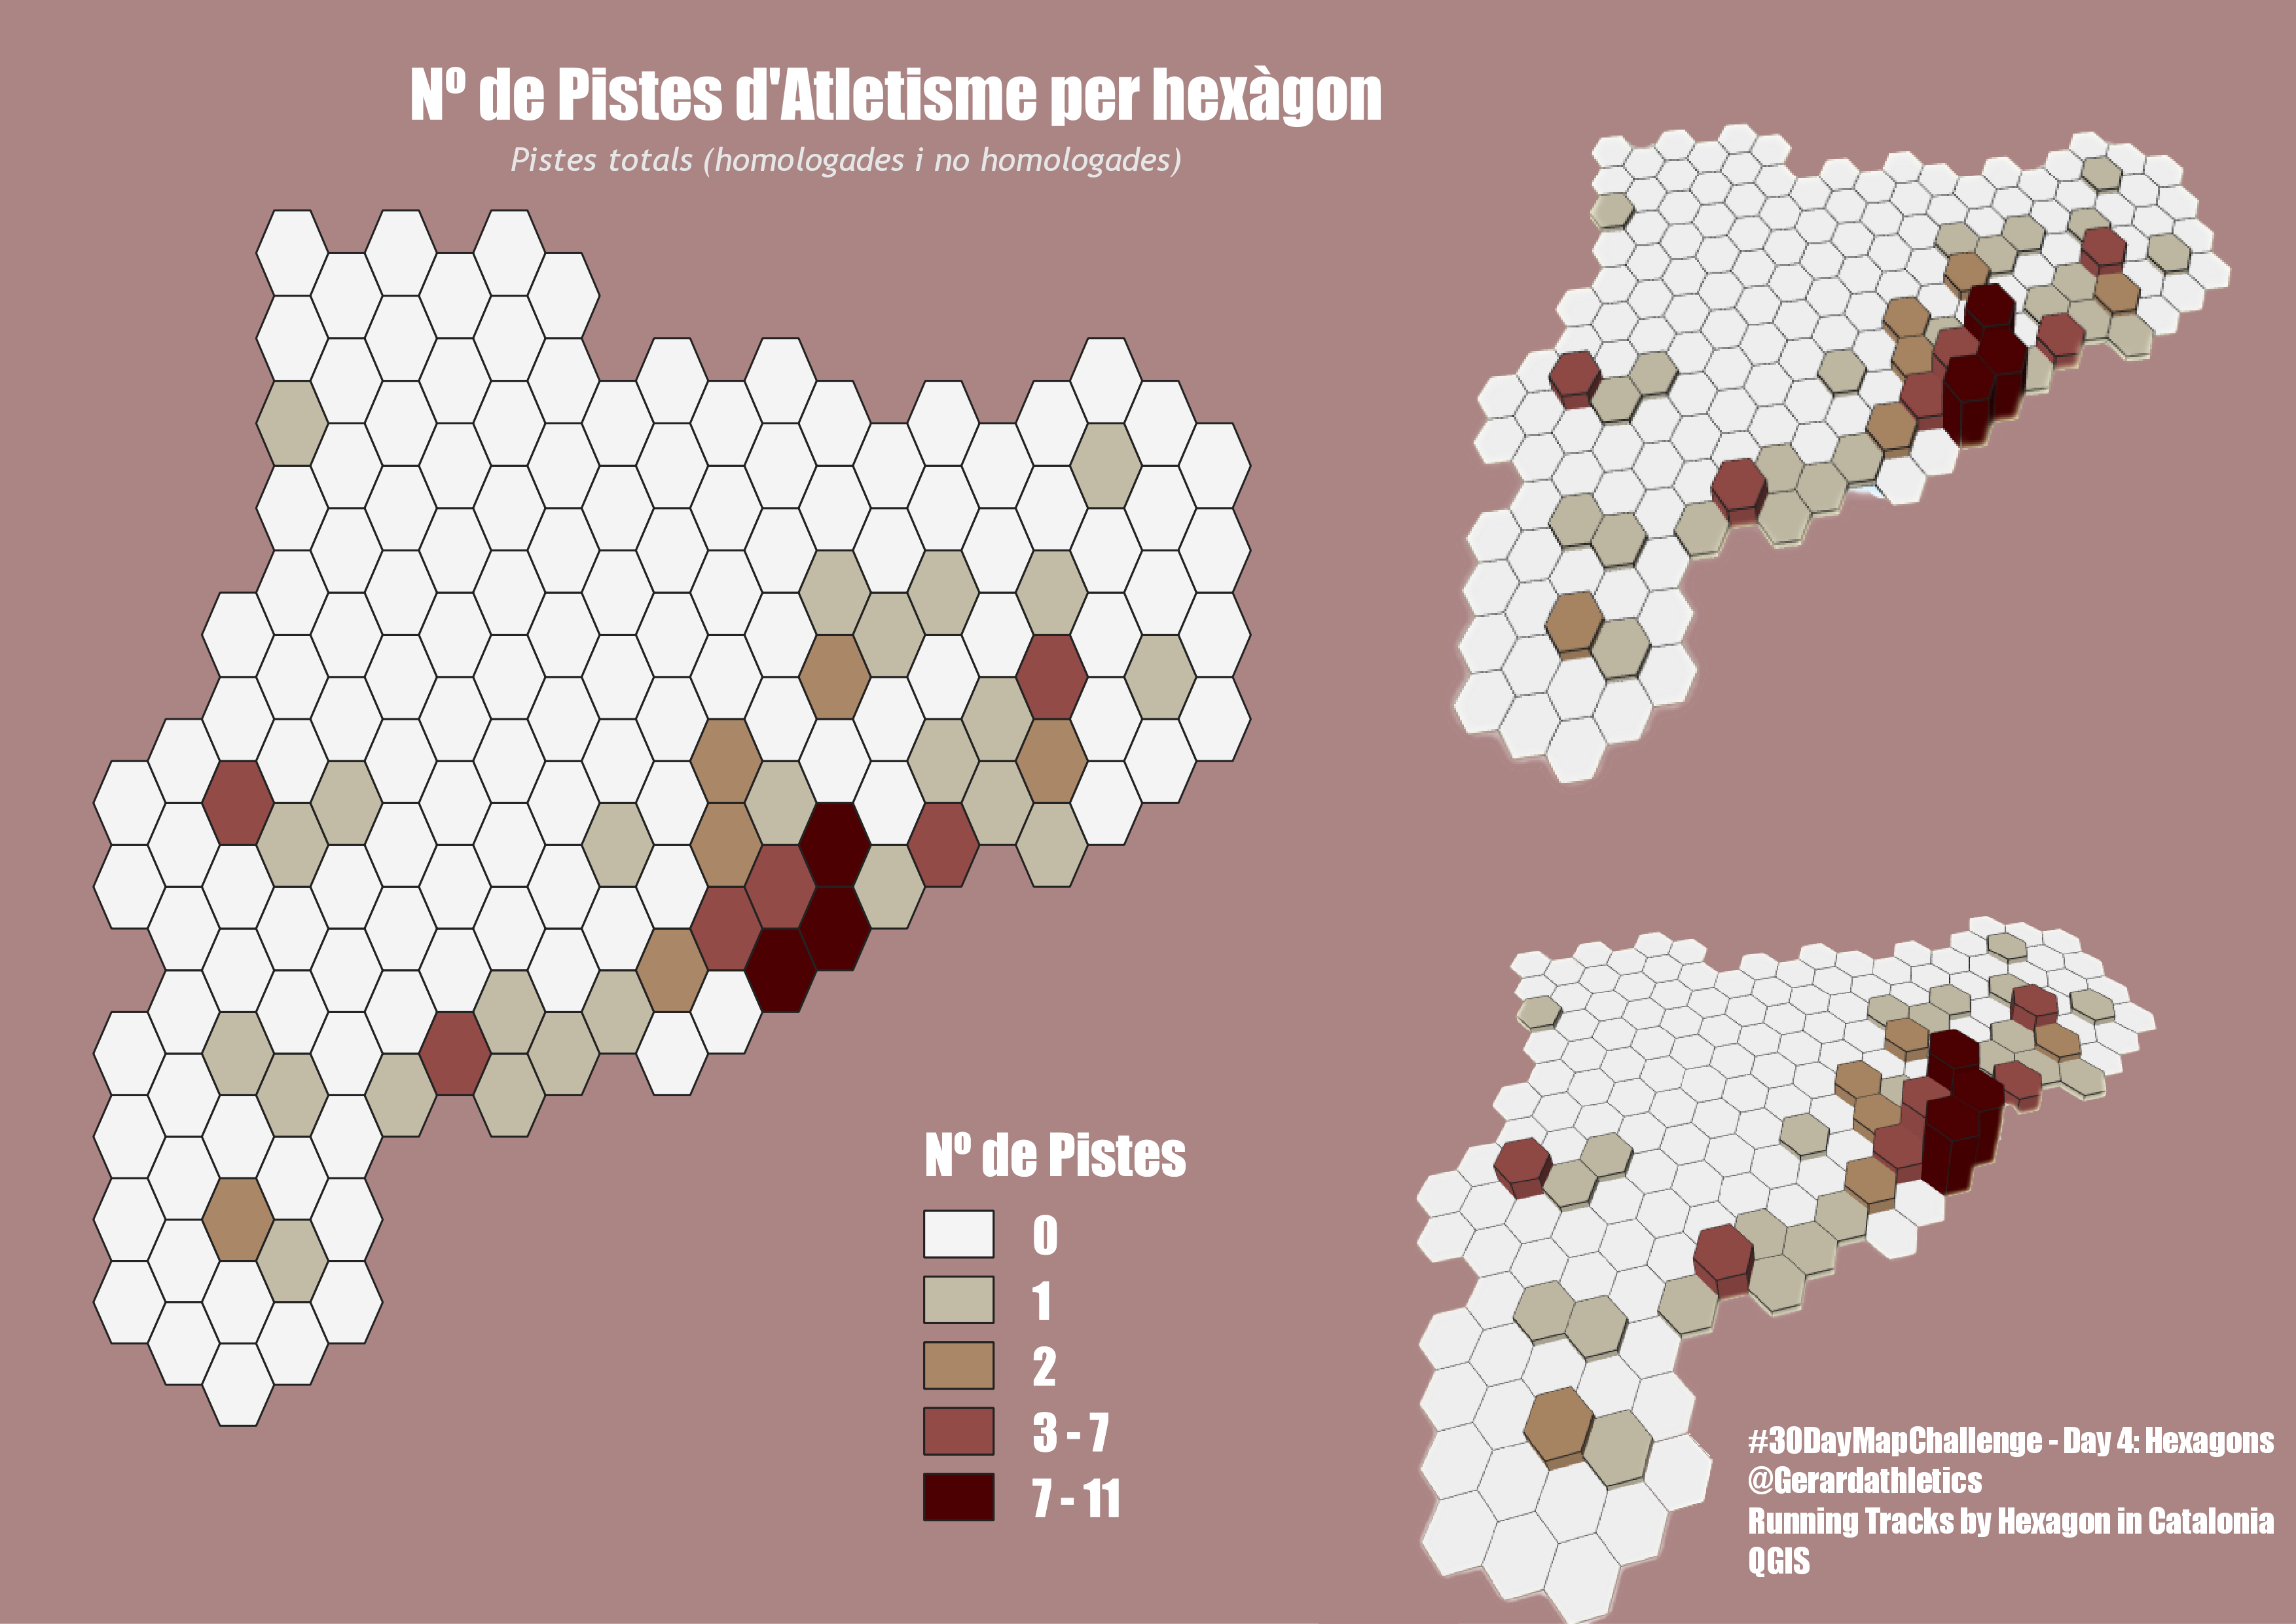 Nº de Pistes d'Atletisme per hexàgon
Pistes totals (homologades i no homologades)
Nº de Pistes
0
1
2
3 - 7
7 - 11
#30DayMapChallenge - Day 4: Hexagons
@Gerardathletics
Running Tracks by Hexagon in Catalonia
QGIS